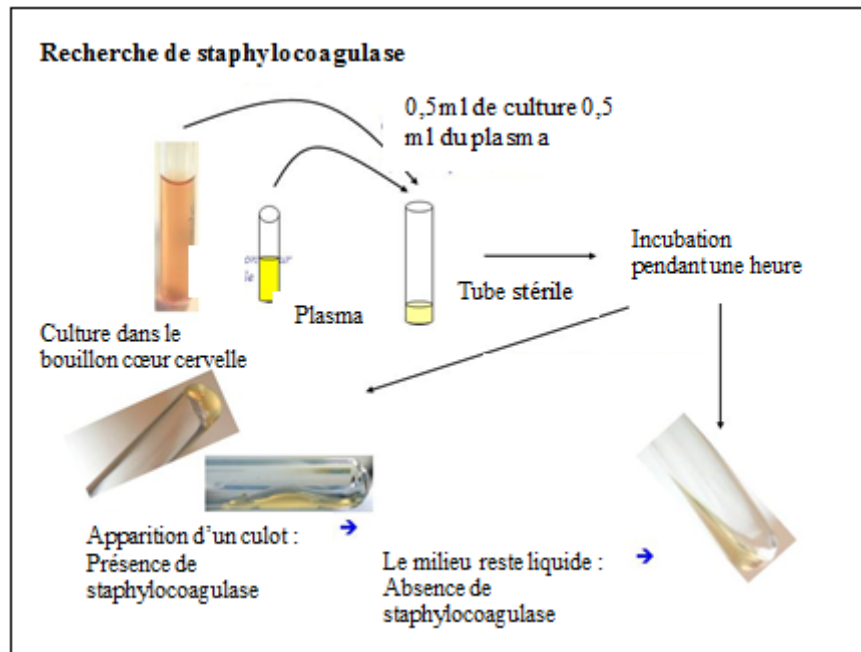 Recherche de staphylocoagulase
0,5ml de culture 0,5
ml du plasma
Incubation
pendant une heure
Tube stérile
Plasma
Culture dans le
bouillon cœur cervelle
Apparition d'un culot :
Présence de
staphylocoagulase
Le milieu reste liquide :
Absence de
staphylocoagulase